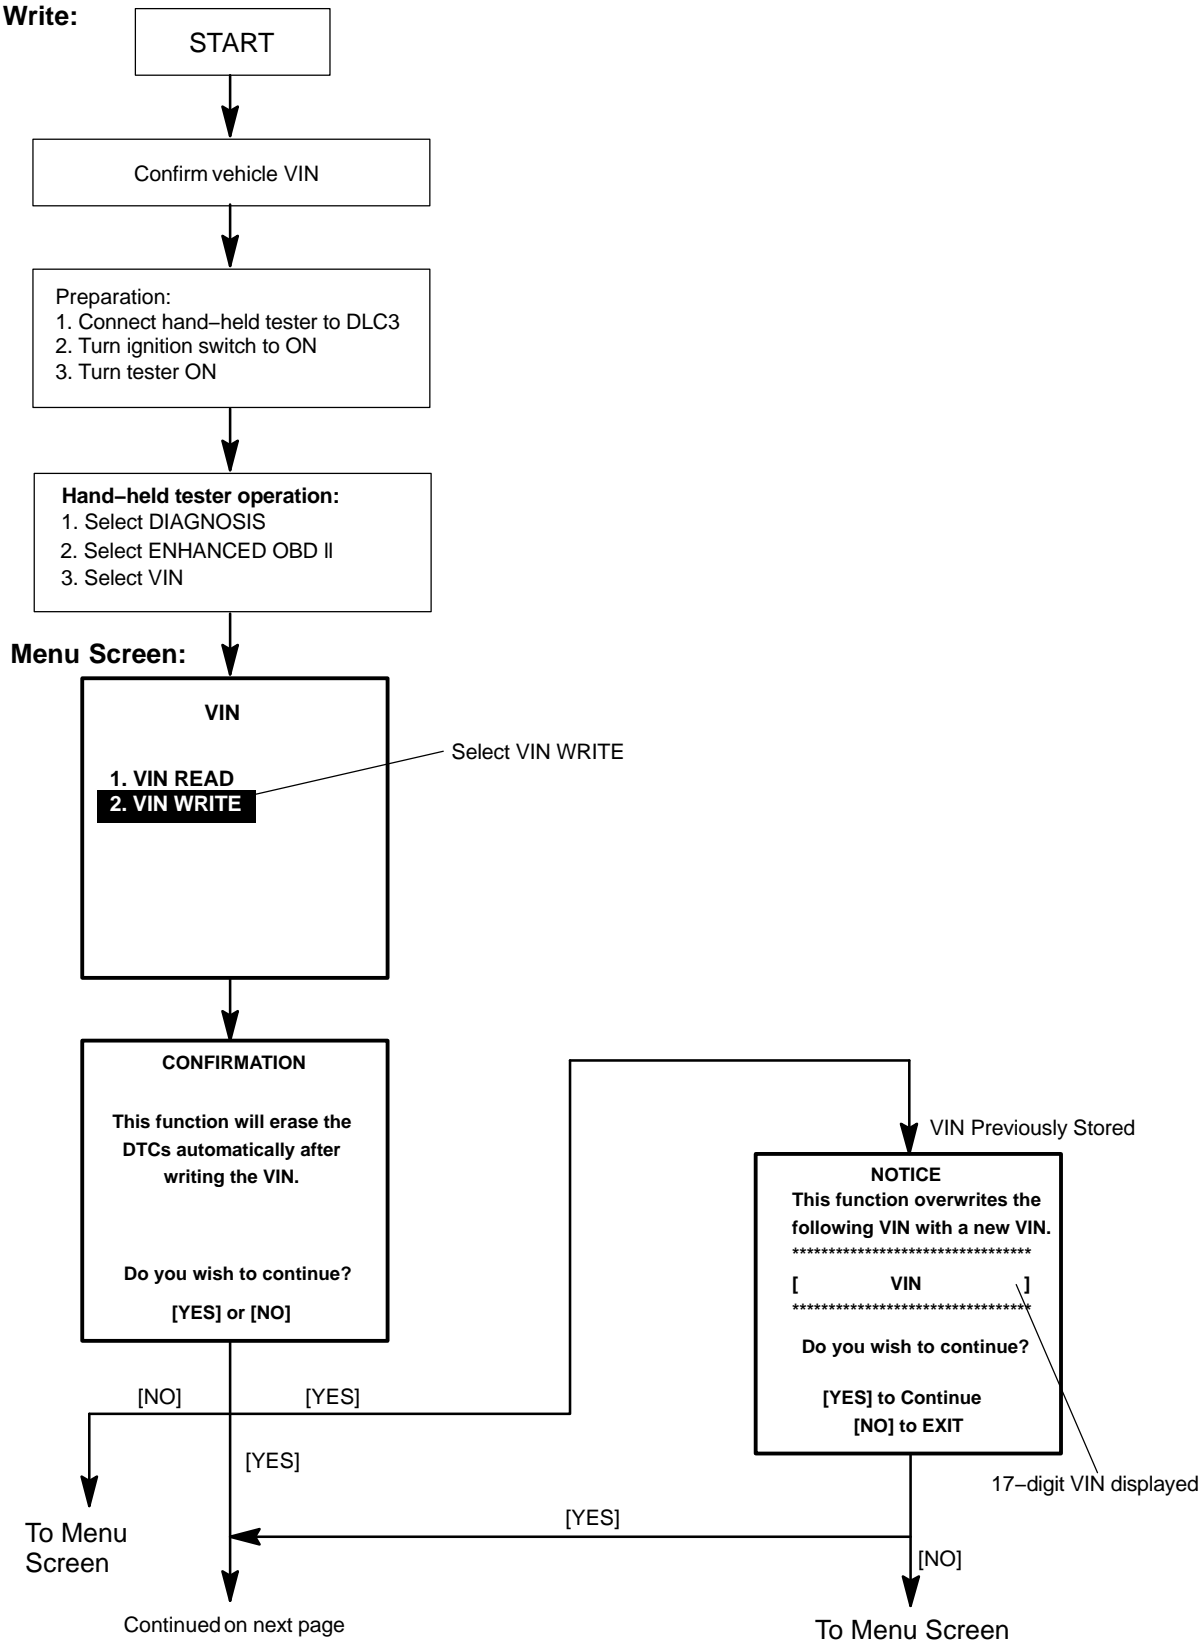 Write:
START
Confirm vehicle VIN
Preparation:
1. Connect hand–held tester to DLC3
2. Turn ignition switch to ON
3. Turn tester ON
Hand–held tester operation:
1. Select DIAGNOSIS
2. Select ENHANCED OBD II
3. Select VIN
Menu Screen:
VIN
1. VIN READ
2. VIN WRITE
Select VIN WRITE
CONFIRMATION
This function will erase the
DTCs automatically after
writing the VIN.
Do you wish to continue?
[YES] or [NO]
VIN Previously Stored
NOTICE
This function overwrites the
following VIN with a new VIN.
*********************************
[ VIN ]
*********************************
Do you wish to continue?
[YES] to Continue
[NO] to EXIT
17–digit VIN displayed
[NO]
[YES]
[YES]
[YES]
[NO]
To Menu
Screen
Continued on next page
To Menu Screen